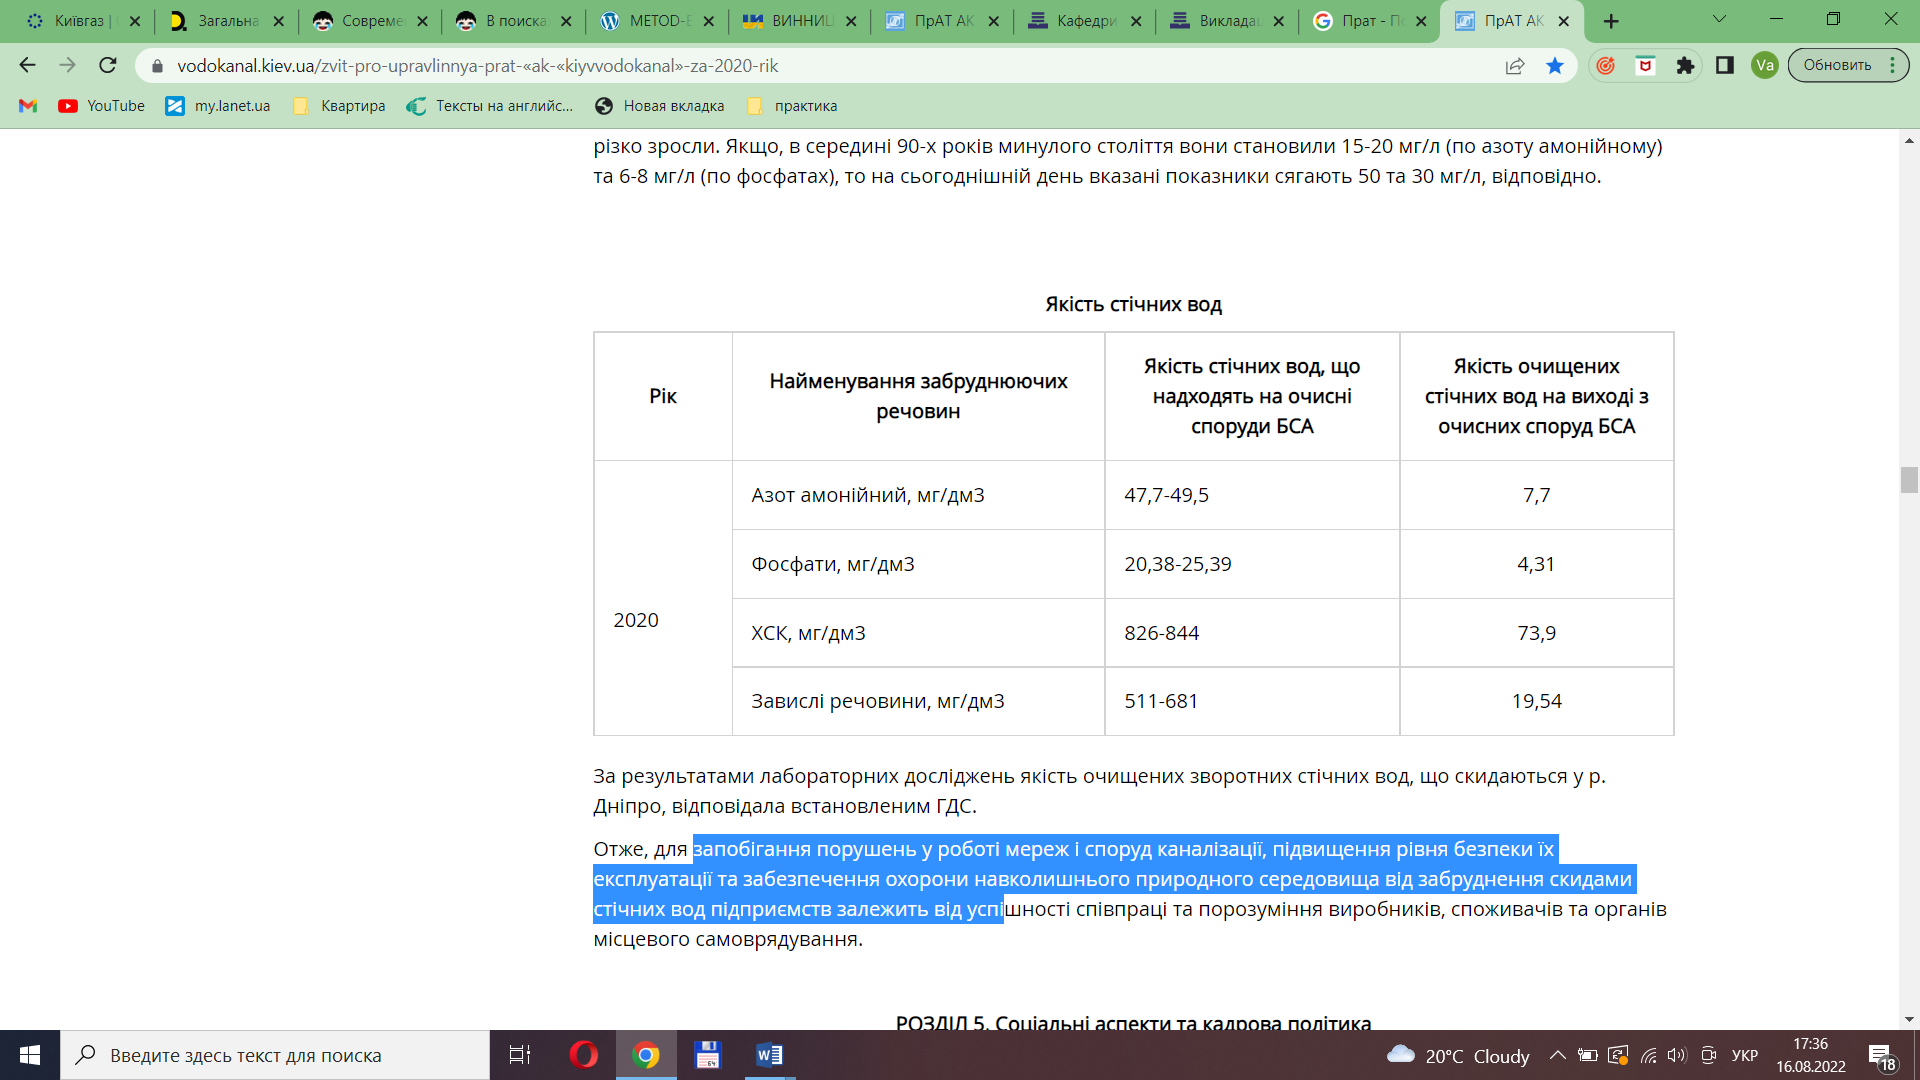 Київгаз |
Загальна
Совреме
В поиска
METOD-
ВИННИЦ
ПрАТ АК
Кафедри
Викладац
Прат - П
ПрАТ АК
vodokanal.kiev.ua/zvit-pro-upravlinnya-prat-«ak-«kiyvvodokanal»-za-2020-rik
Va
Обновить
YouTube
my.lanet.ua
Квартира
Тексты на английс...
Новая вкладка
практика
різко зросли. Якщо, в середині 90-х років минулого століття вони становили 15-20 мг/л (по азоту амонійному)
та 6-8 мг/л (по фосфатах), то на сьогоднішній день вказані показники сягають 50 та 30 мг/л, відповідно.
Якість стічних вод
Рік
Найменування забруднюючих
речовин
Якість стічних вод, що
надходять на очисні
споруди БСА
Якість очищених
стічних вод на виході з
очисних споруд БСА
2020
Азот амонійний, мг/дм3
47,7-49,5
7,7
Фосфати, мг/дм3
20,38-25,39
4,31
ХСК, мг/дм3
826-844
73,9
Завислі речовини, мг/дм3
511-681
19,54
За результатами лабораторних досліджень якість очищених зворотних стічних вод, що скидаються у р.
Дніпро, відповідала встановленим ГДС.
Отже, для запобігання порушень у роботі мереж і споруд каналізації, підвищення рівня безпеки їх
експлуатації та забезпечення охорони навколишнього природного середовища від забруднення скидами
стічних вод підприємств залежить від успішності співпраці та порозуміння виробників, споживачів та органів
місцевого самоврядування.
РОЗДІЛ 5. Соціальні аспекти та кадрова політика
Введите здесь текст для поиска
64
20°C Cloudy
УКР
17:36
16.08.2022
18